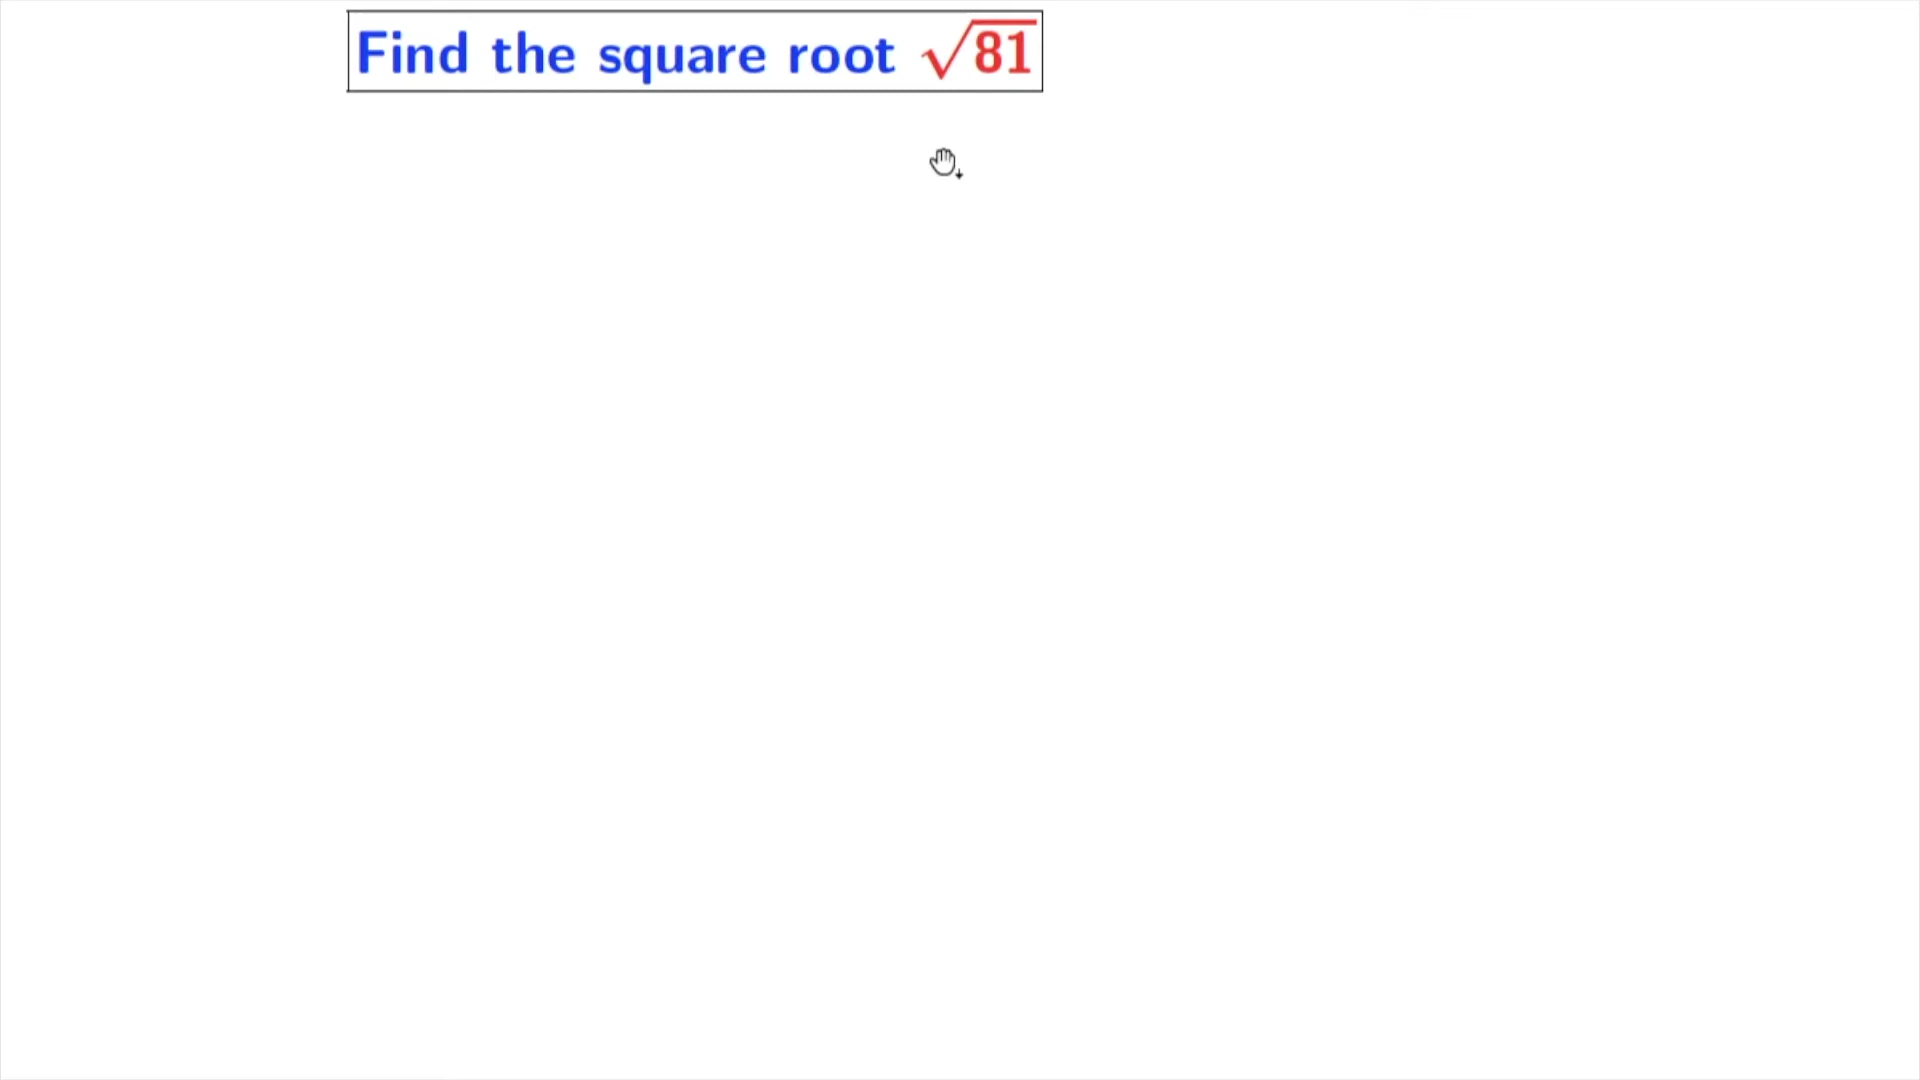 Find the square root √81